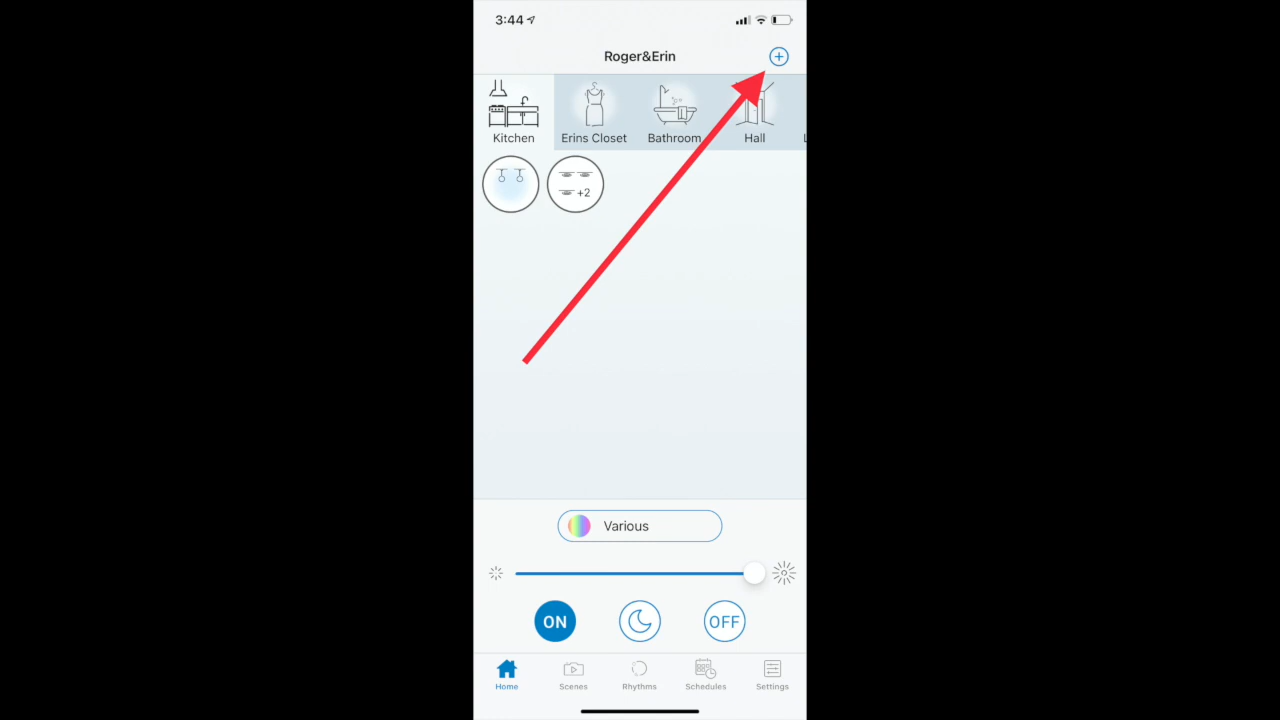 3:44
Roger&Erin
Kitchen
Erins Closet
Bathroom
Hall
+2
Various
ON
OFF
Home
Scenes
Rhythms
Schedules
Settings